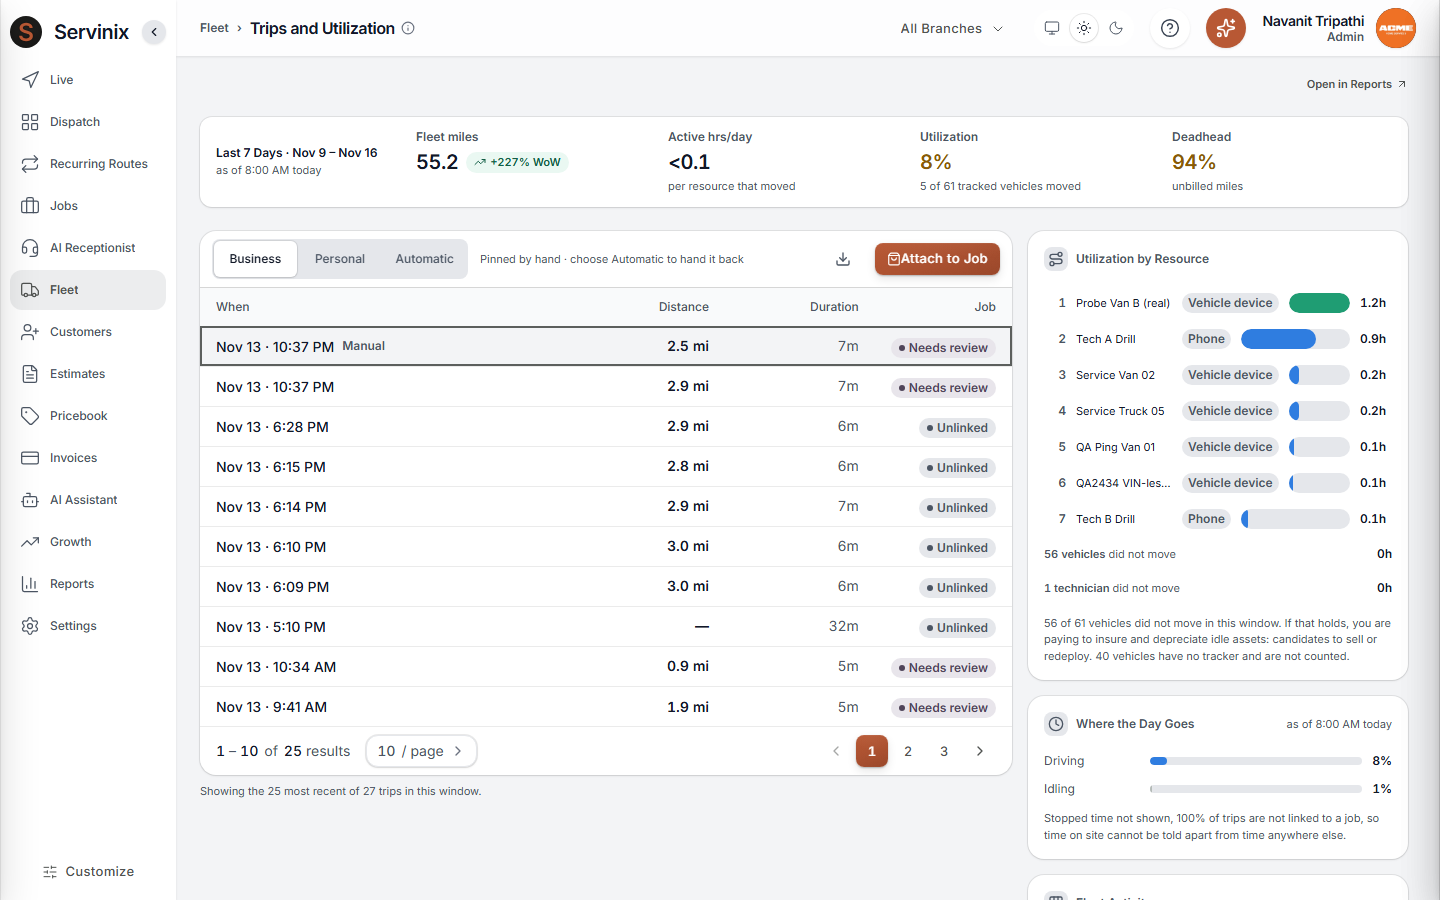 Servinix
Live
Dispatch
Recurring Routes
Jobs
AI Receptionist
Fleet
Customers
Estimates
Pricebook
Invoices
AI Assistant
Growth
Reports
Settings
Customize
Fleet › Trips and Utilization
All Branches
Navanit Tripathi
Admin
ACME
Open in Reports
Last 7 Days · Nov 9 – Nov 16
as of 8:00 AM today
Fleet miles
55.2 +227% WoW
Active hrs/day
<0.1
per resource that moved
Utilization
8%
5 of 61 tracked vehicles moved
Deadhead
94%
unbilled miles
Business Personal Automatic Pinned by hand · choose Automatic to hand it back Attach to Job
When Distance Duration Job
Nov 13 · 10:37 PM Manual 2.5 mi 7m Needs review
Nov 13 · 10:37 PM 2.9 mi 7m Needs review
Nov 13 · 6:28 PM 2.9 mi 6m Unlinked
Nov 13 · 6:15 PM 2.8 mi 6m Unlinked
Nov 13 · 6:14 PM 2.9 mi 7m Unlinked
Nov 13 · 6:10 PM 3.0 mi 6m Unlinked
Nov 13 · 6:09 PM 3.0 mi 6m Unlinked
Nov 13 · 5:10 PM — 32m Unlinked
Nov 13 · 10:34 AM 0.9 mi 5m Needs review
Nov 13 · 9:41 AM 1.9 mi 5m Needs review
1 – 10 of 25 results 10 / page 1 2 3
Showing the 25 most recent of 27 trips in this window.
Utilization by Resource
1 Probe Van B (real) Vehicle device 1.2h
2 Tech A Drill Phone 0.9h
3 Service Van 02 Vehicle device 0.2h
4 Service Truck 05 Vehicle device 0.2h
5 QA Ping Van 01 Vehicle device 0.1h
6 QA2434 VIN-les... Vehicle device 0.1h
7 Tech B Drill Phone 0.1h
56 vehicles did not move 0h
1 technician did not move 0h
56 of 61 vehicles did not move in this window. If that holds, you are
paying to insure and depreciate idle assets: candidates to sell or
redeploy. 40 vehicles have no tracker and are not counted.
Where the Day Goes as of 8:00 AM today
Driving 8%
Idling 1%
Stopped time not shown, 100% of trips are not linked to a job, so
time on site cannot be told apart from time anywhere else.